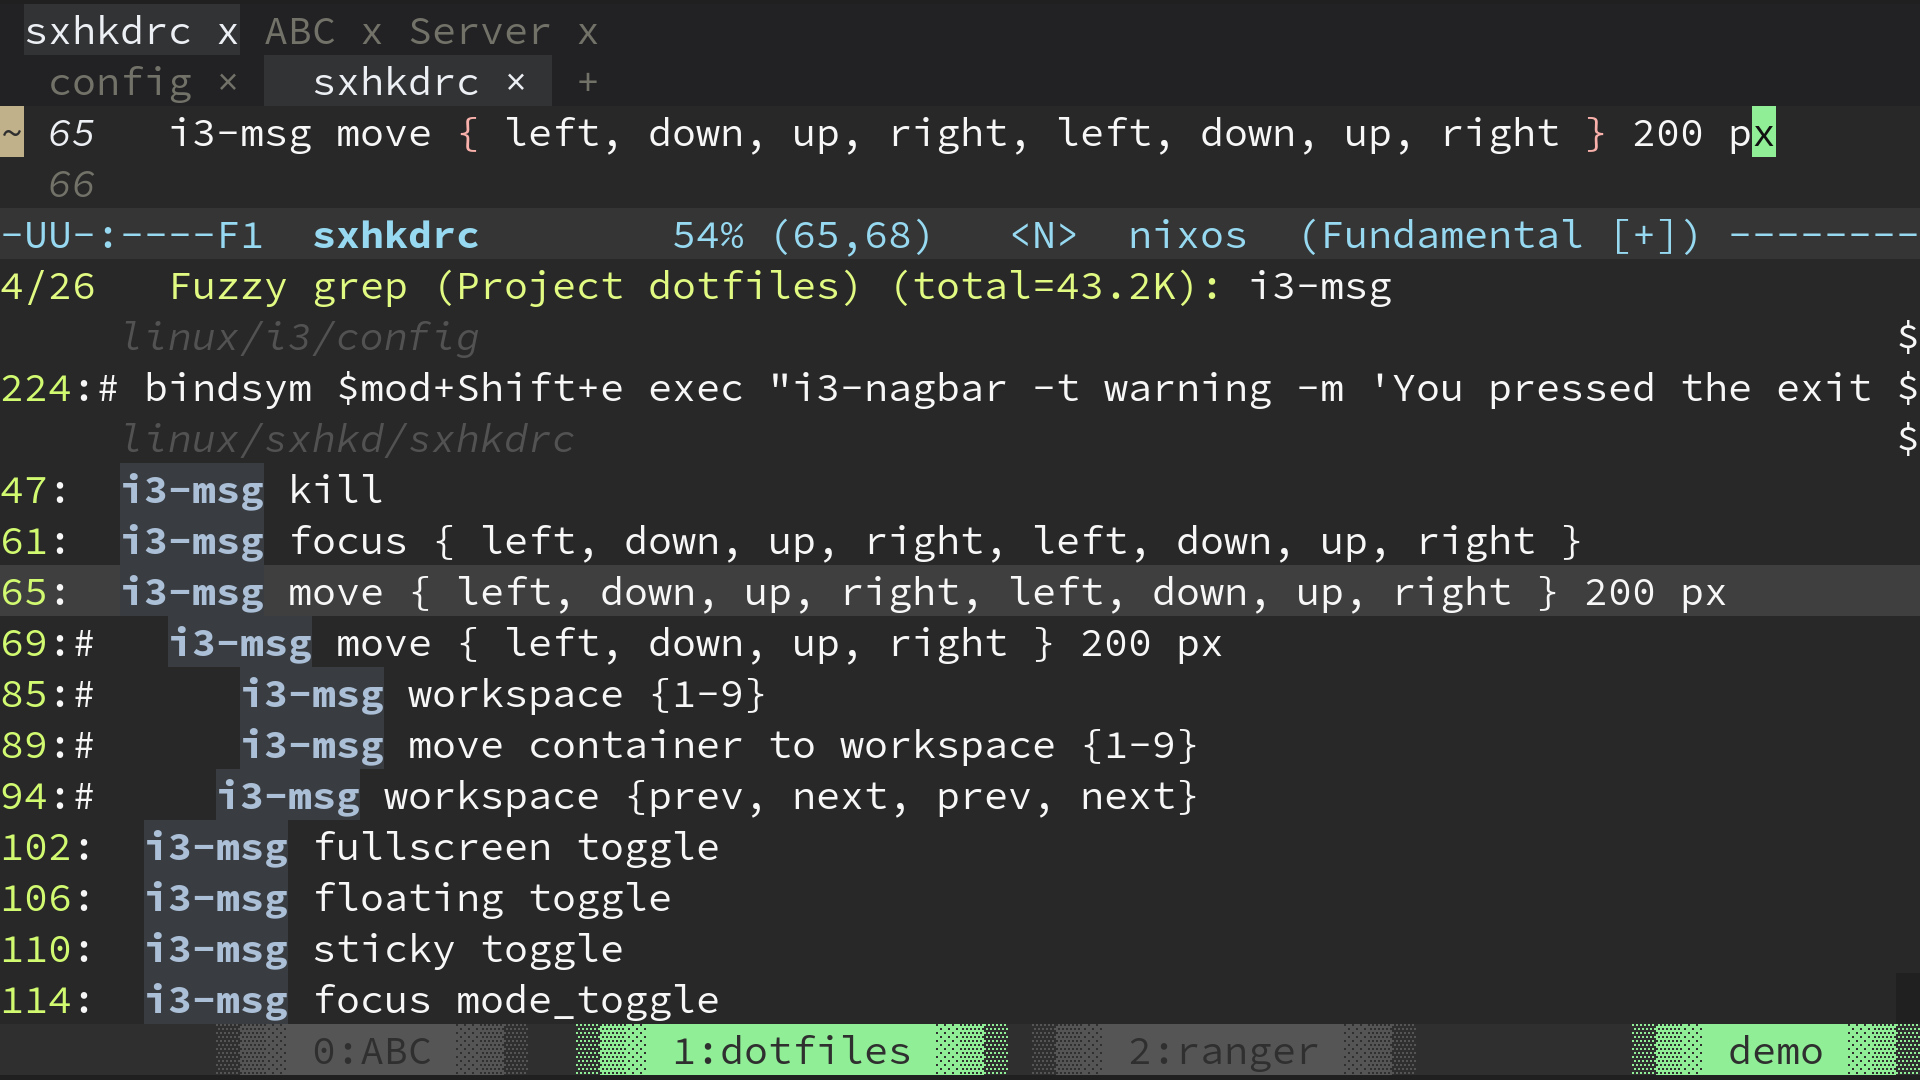 sxhkdrc x ABC x Server x
config × sxhkdrc × +
~ 65 i3-msg move { left, down, up, right, left, down, up, right } 200 px
66
-UU-:----F1 sxhkdrc 54% (65,68) <N> nixos (Fundamental [+]) --------
4/26 Fuzzy grep (Project dotfiles) (total=43.2K): i3-msg
linux/i3/config $
224:# bindsym $mod+Shift+e exec "i3-nagbar -t warning -m 'You pressed the exit $
linux/sxhkd/sxhkdrc $
47: i3-msg kill
61: i3-msg focus { left, down, up, right, left, down, up, right }
65: i3-msg move { left, down, up, right, left, down, up, right } 200 px
69:# i3-msg move { left, down, up, right } 200 px
85:# i3-msg workspace {1-9}
89:# i3-msg move container to workspace {1-9}
94:# i3-msg workspace {prev, next, prev, next}
102: i3-msg fullscreen toggle
106: i3-msg floating toggle
110: i3-msg sticky toggle
114: i3-msg focus mode_toggle
0:ABC 1:dotfiles 2:ranger demo